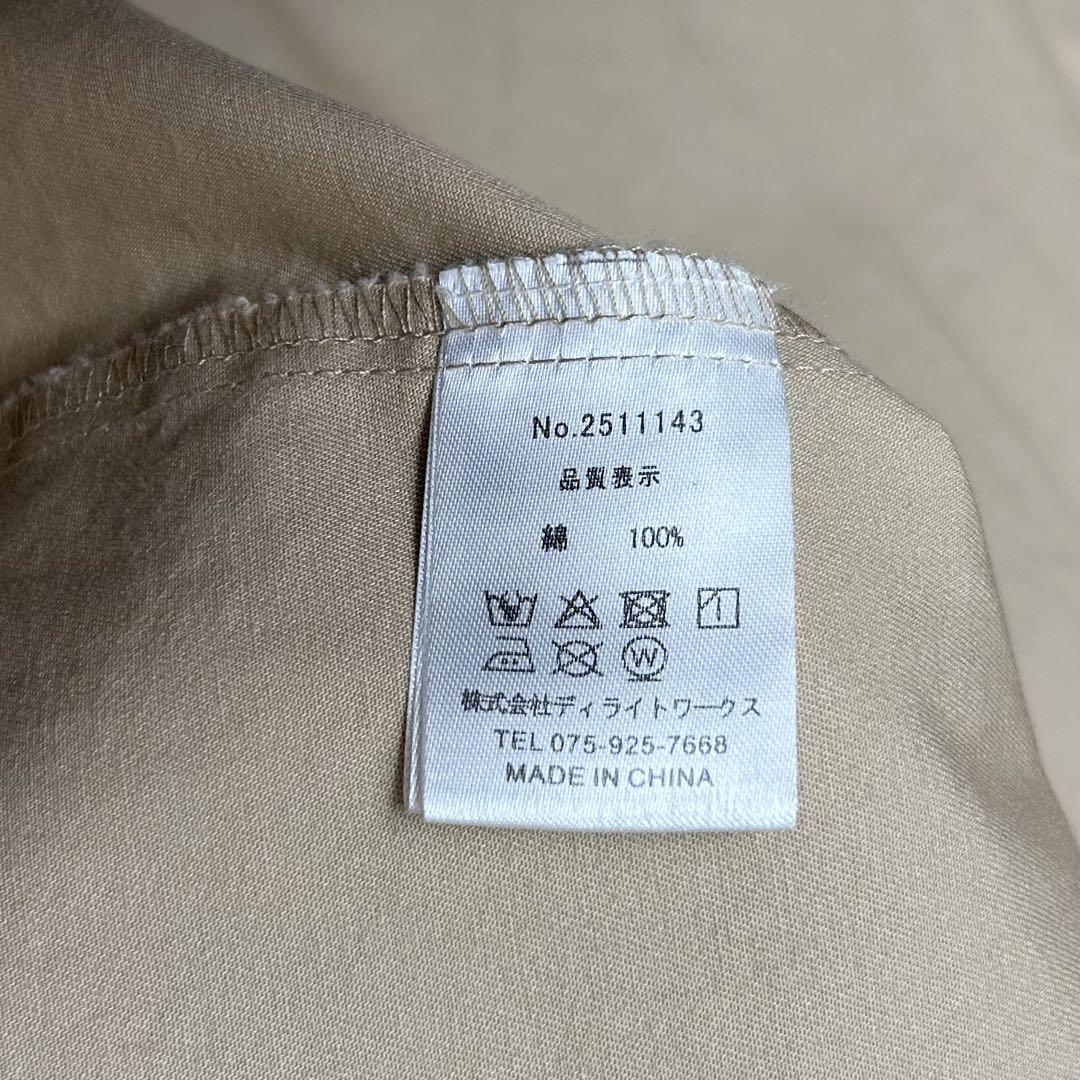 No.2511143
品質表示
綿 100%
W
株式会社ディライトワークス
TEL 075-925-7668
MADE IN CHINA